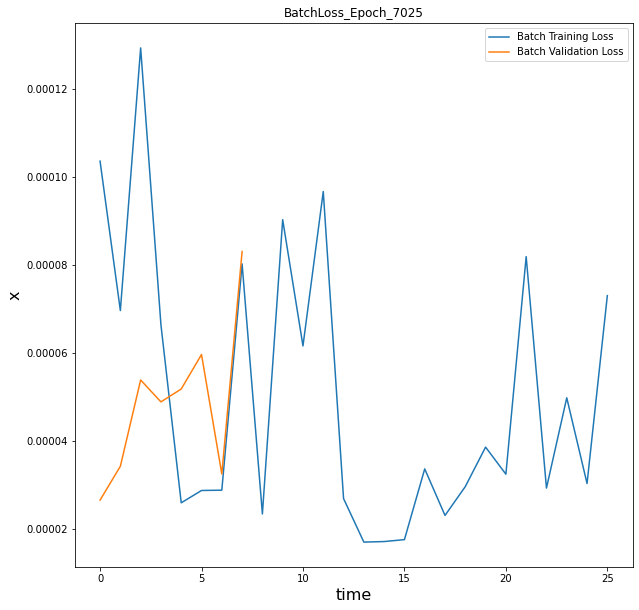 BatchLoss_Epoch_7025
Batch Training Loss
Batch Validation Loss
0.00012
0.00010
0.00008
0.00006
0.00004
0.00002
x
0 5 10 15 20 25
time